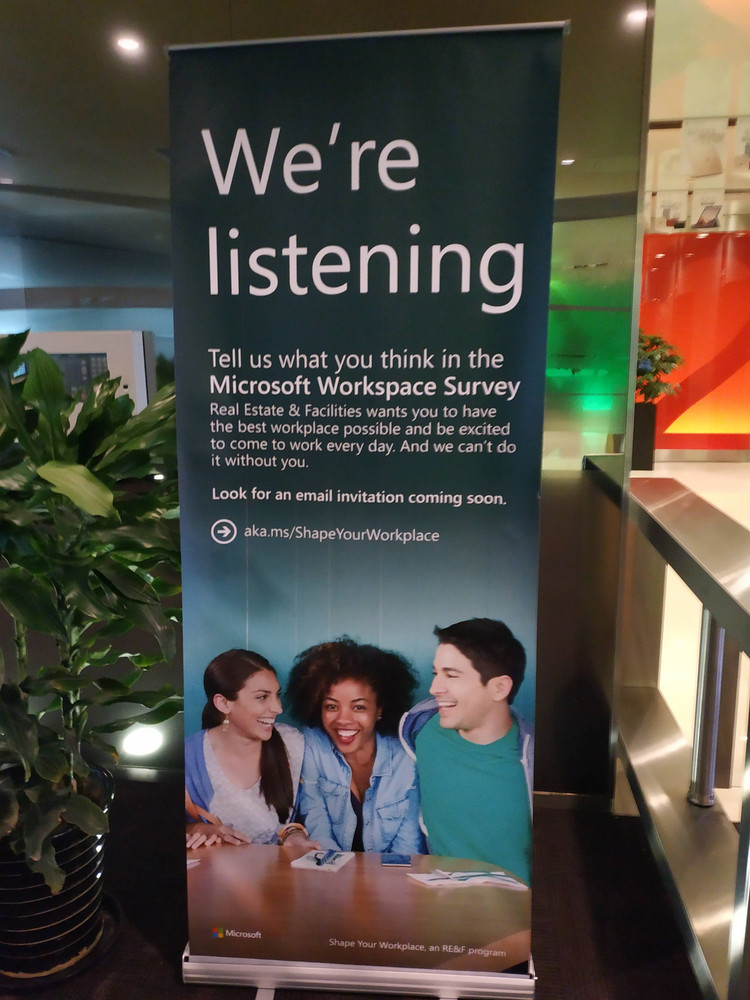 We're
listening
Tell us what you think in the
Microsoft Workspace Survey
Real Estate & Facilities wants you to have
the best workplace possible and be excited
to come to work every day. And we can't do
it without you.
Look for an email invitation coming soon.
aka.ms/ShapeYourWorkplace
Microsoft
Shape Your Workplace, an RE&F program